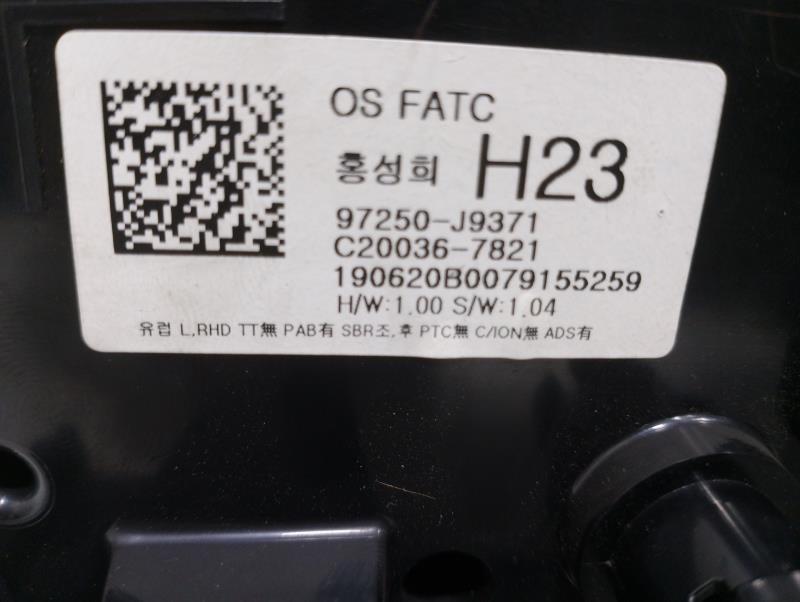 OS FATC
홍성희 H23
97250-J9371
C20036-7821
190620B0079155259
H/W:1.00 S/W:1.04
유럽 L,RHD TT無 PAB有 SBR조,후 PTC無 C/ION無 ADS有